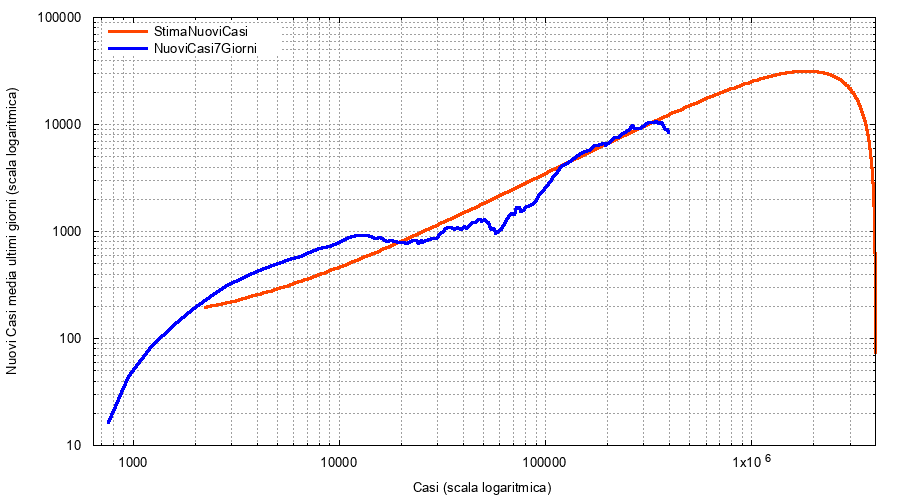 100000
10000
1000
100
10
StimaNuoviCasi
NuoviCasi7Giorni
Nuovi Casi media ultimi giorni (scala logaritmica)
1000 10000 100000 1x10 6
Casi (scala logaritmica)